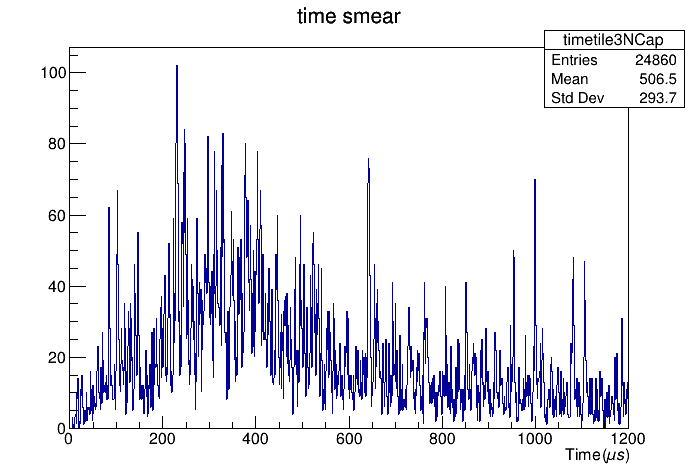 time smear
timetile3NCap
Entries 24860
Mean 506.5
Std Dev 293.7
100
80
60
40
20
0
0 200 400 600 800 1000 1200
Time(μs)